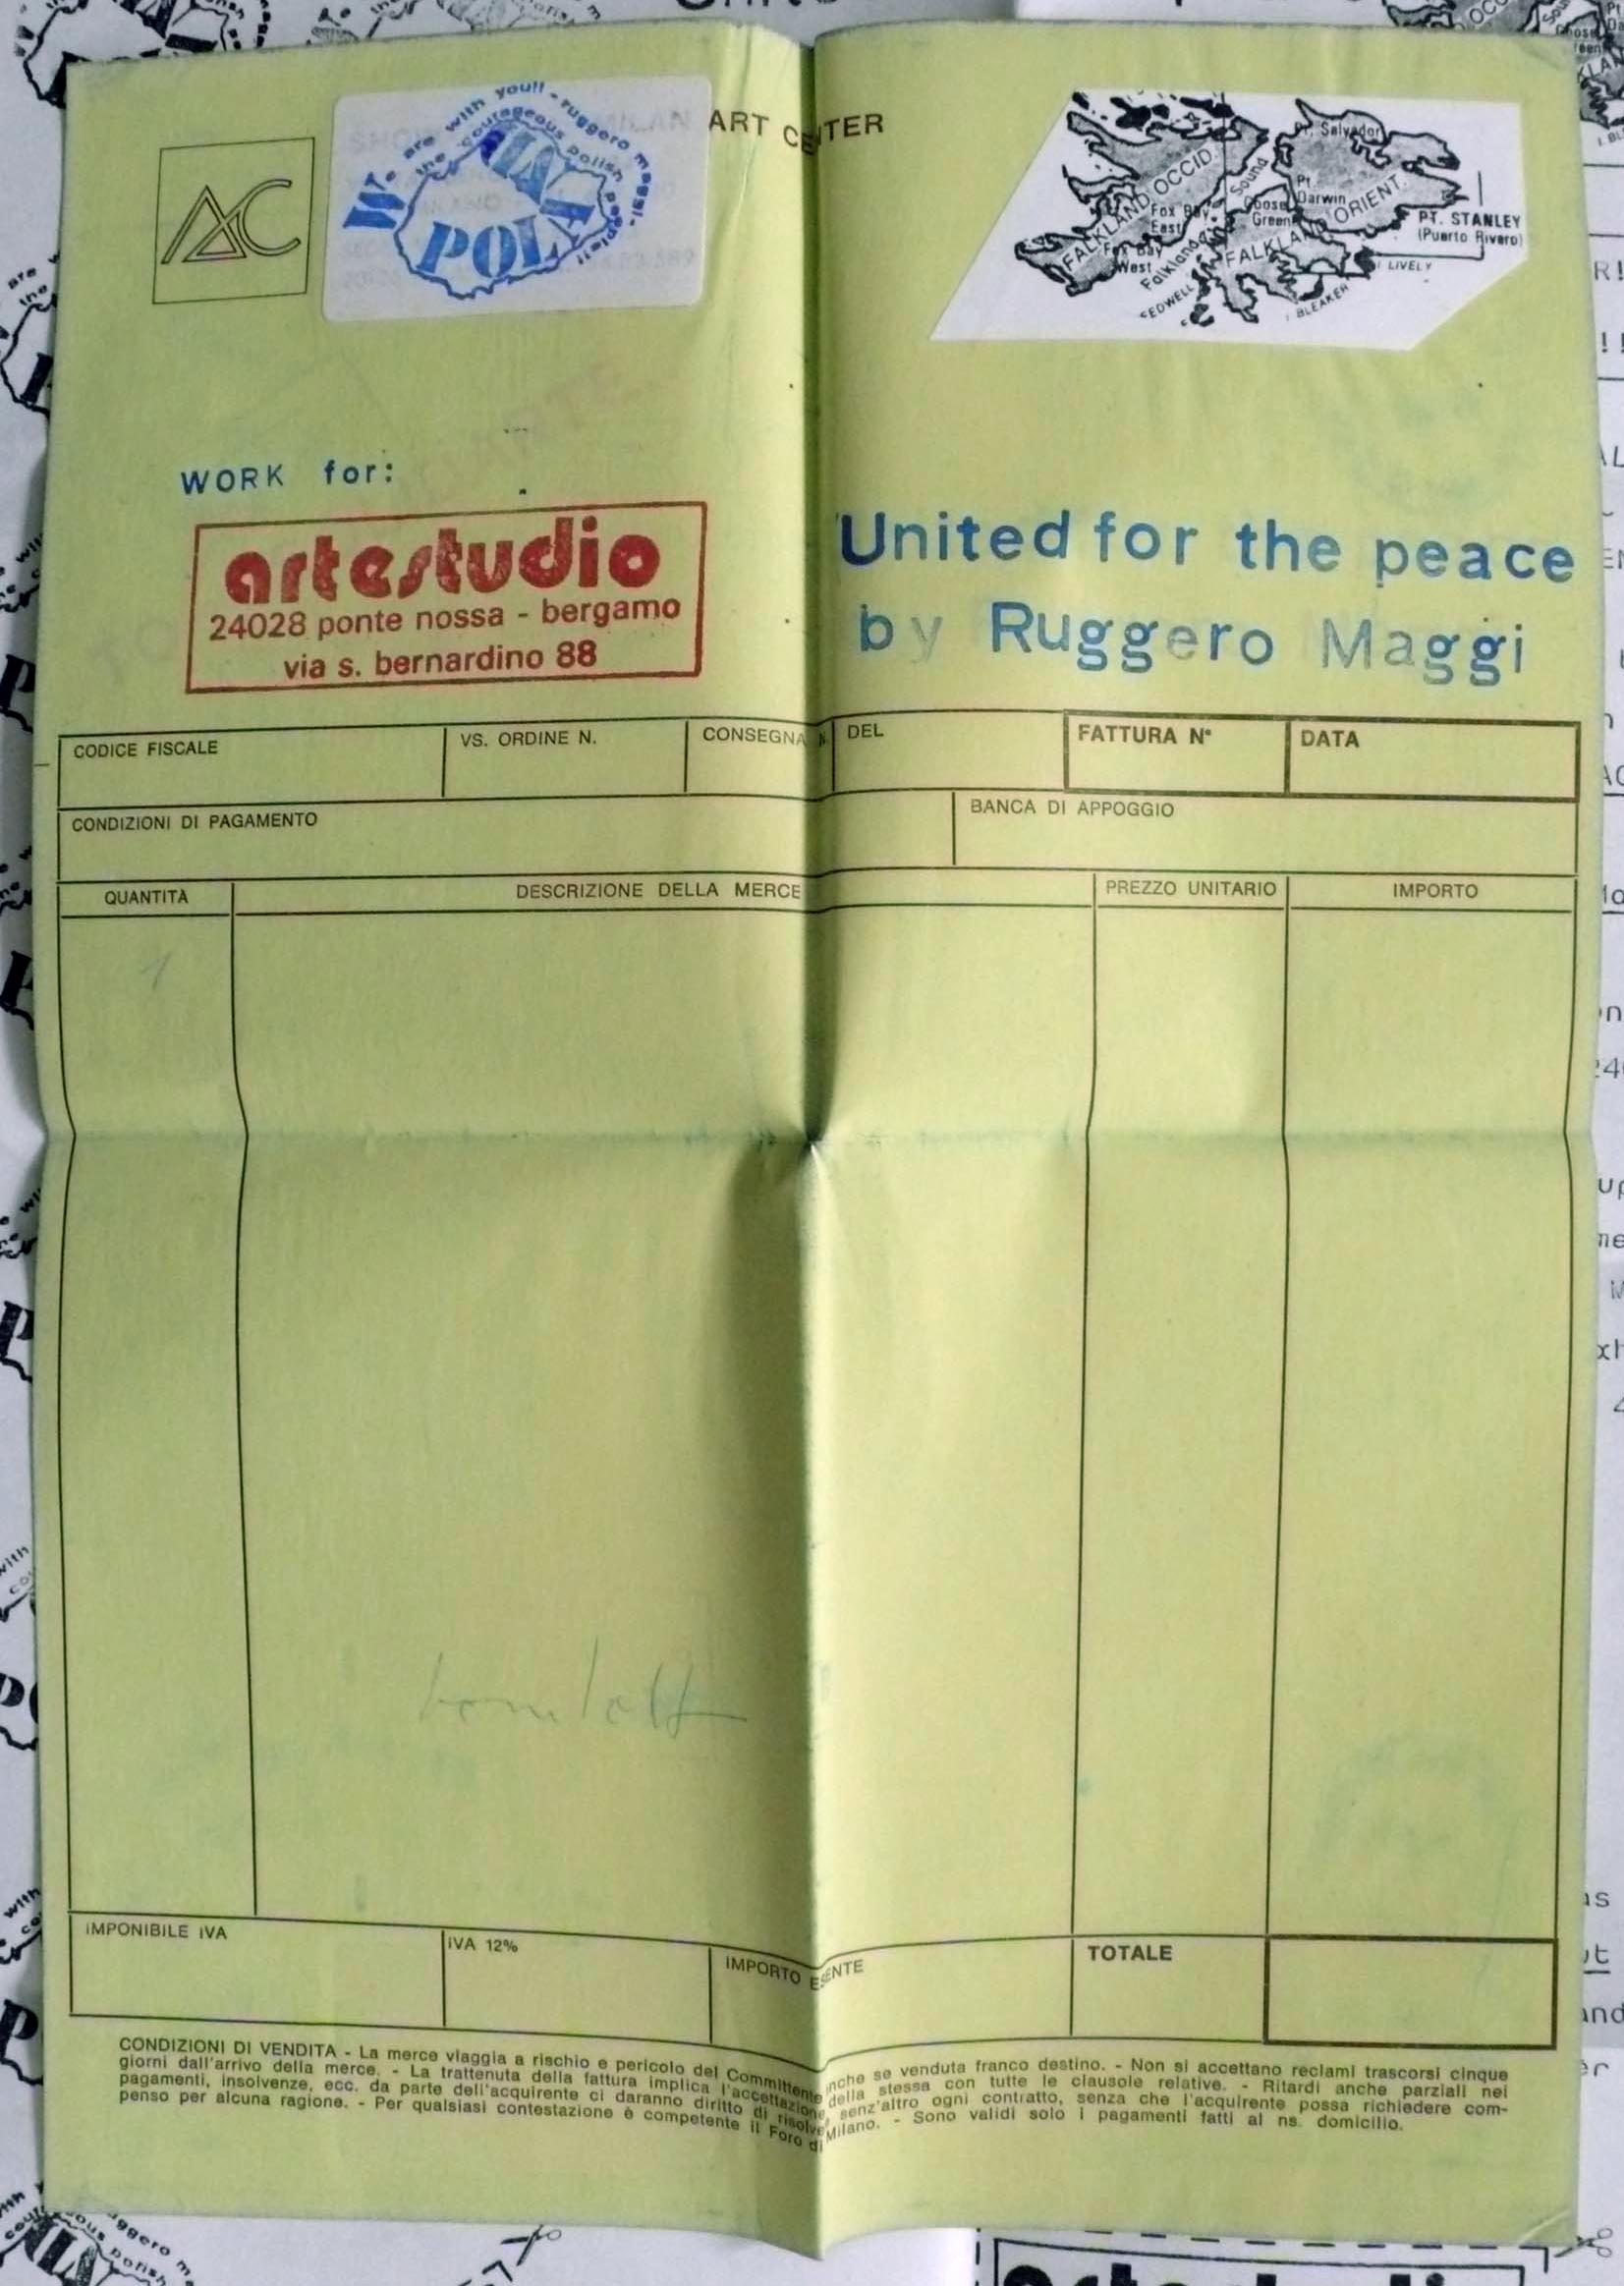 AC
W. are with you!! - ruggero maggi.
the courageous polish people!!
POLA
ART CENTER
Pt. Salvador
FALKLAND OCCID.
Sound
Pt. Darwin
Goose Green
ORIENT.
Fox Bay East
Fox Bay West
Falkland
FALKLAND
PT. STANLEY
(Puerto Rivero)
I LIVELY
SEDWELL
I BLEAKER
WORK for:
artestudio
24028 ponte nossa - bergamo
via s. bernardino 88
United for the peace
by Ruggero Maggi
CODICE FISCALE VS. ORDINE N. CONSEGNA N. DEL FATTURA N° DATA
CONDIZIONI DI PAGAMENTO BANCA DI APPOGGIO
QUANTITÀ DESCRIZIONE DELLA MERCE PREZZO UNITARIO IMPORTO
1
IMPONIBILE IVA IVA 12% IMPORTO ESENTE TOTALE
CONDIZIONI DI VENDITA - La merce viaggia a rischio e pericolo del Committente anche se venduta franco destino. - Non si accettano reclami trascorsi cinque
giorni dall'arrivo della merce. - La trattenuta della fattura implica l'accettazione della stessa con tutte le clausole relative. - Ritardi anche parziali nei
pagamenti, insolvenze, ecc. da parte dell'acquirente ci daranno diritto di risolvere senz'altro ogni contratto, senza che l'acquirente possa richiedere com-
penso per alcuna ragione. - Per qualsiasi contestazione è competente il Foro di Milano. - Sono validi solo i pagamenti fatti al ns. domicilio.